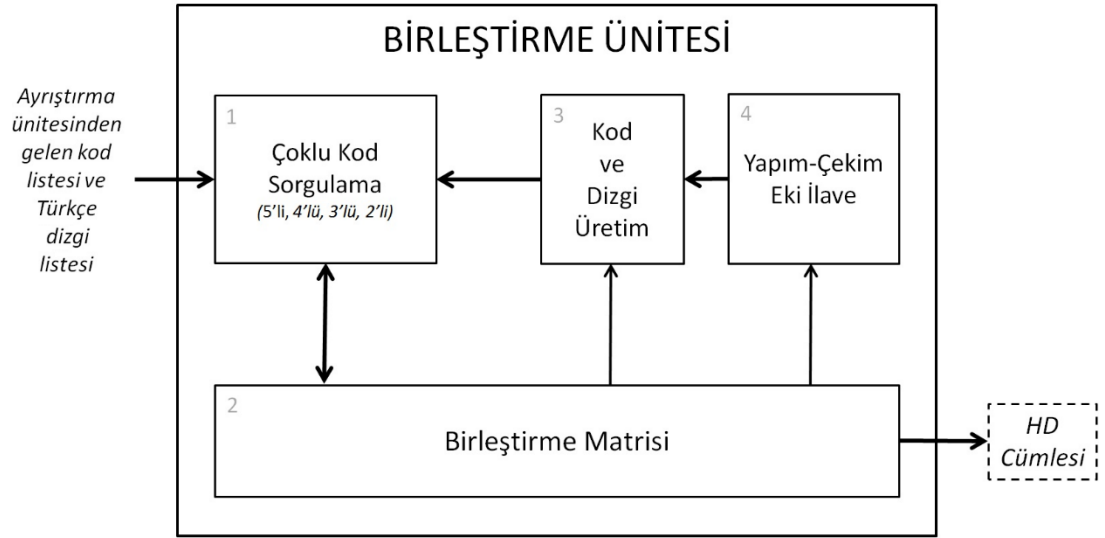 BİRLEŞTİRME ÜNİTESİ
Ayrıştırma
ünitesinden
gelen kod
listesi ve
Türkçe
dizgi
listesi
1
Çoklu Kod
Sorgulama
(5'li, 4'lü, 3'lü, 2'li)
3
Kod
ve
Dizgi
Üretim
4
Yapım-Çekim
Eki İlave
2
Birleştirme Matrisi
HD
Cümlesi